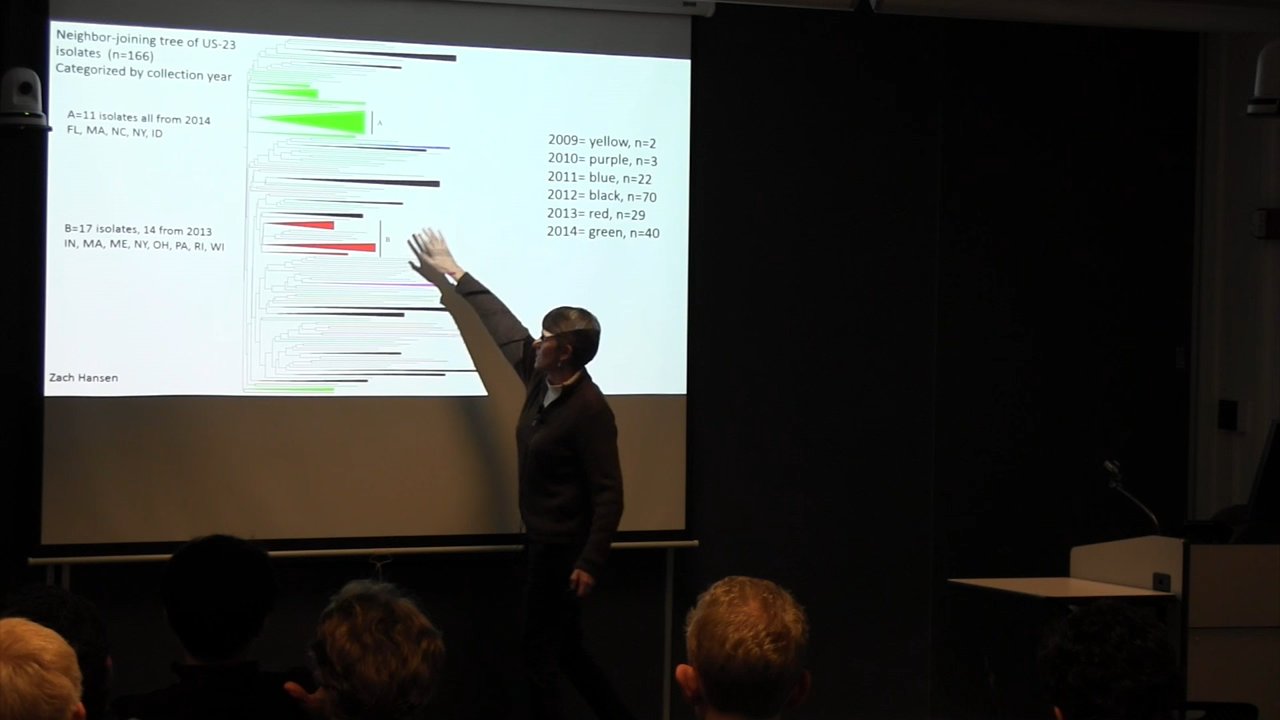 Neighbor-joining tree of US-23
isolates (n=166)
Categorized by collection year
A=11 isolates all from 2014
FL, MA, NC, NY, ID
A
2009= yellow, n=2
2010= purple, n=3
2011= blue, n=22
2012= black, n=70
2013= red, n=29
2014= green, n=40
B=17 isolates, 14 from 2013
IN, MA, ME, NY, OH, PA, RI, WI
B
Zach Hansen